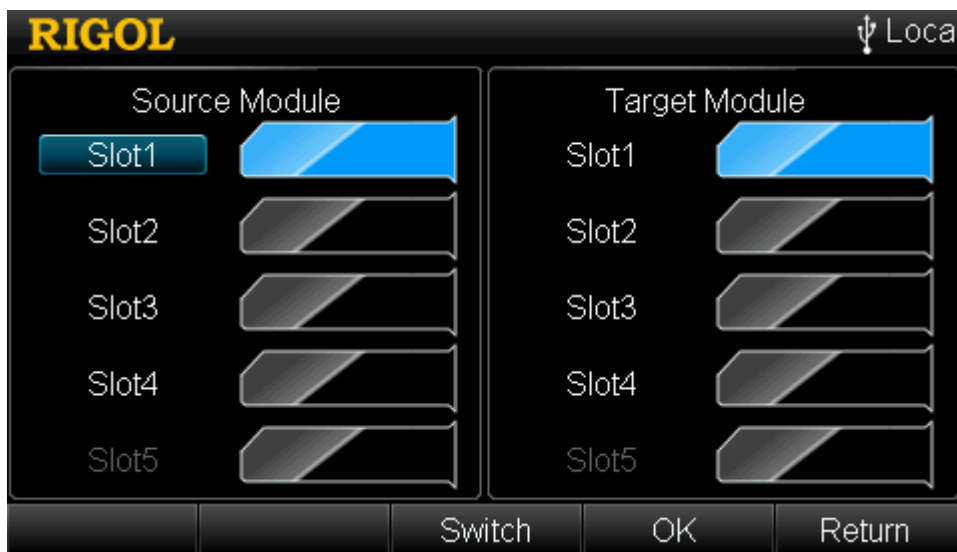 RIGOL
Loca
Source Module
Slot1
Slot2
Slot3
Slot4
Slot5
Target Module
Slot1
Slot2
Slot3
Slot4
Slot5
Switch OK Return